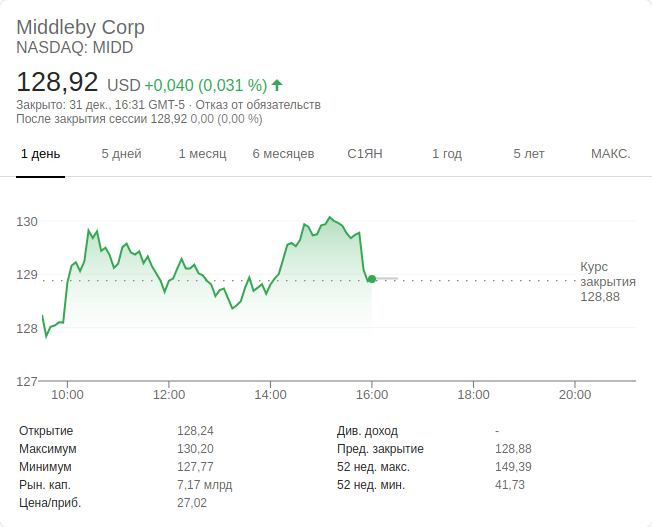 Middleby Corp
NASDAQ: MIDD
128,92 USD +0,040 (0,031 %)
Закрыто: 31 дек., 16:31 GMT-5 · Отказ от обязательств
После закрытия сессии 128,92 0,00 (0,00 %)
1 день 5 дней 1 месяц 6 месяцев С1ЯН 1 год 5 лет МАКС.
130
129
128
127
Курс
закрытия
128,88
10:00 12:00 14:00 16:00 18:00 20:00
Открытие 128,24 Див. доход -
Максимум 130,20 Пред. закрытие 128,88
Минимум 127,77 52 нед. макс. 149,39
Рын. кап. 7,17 млрд 52 нед. мин. 41,73
Цена/приб. 27,02